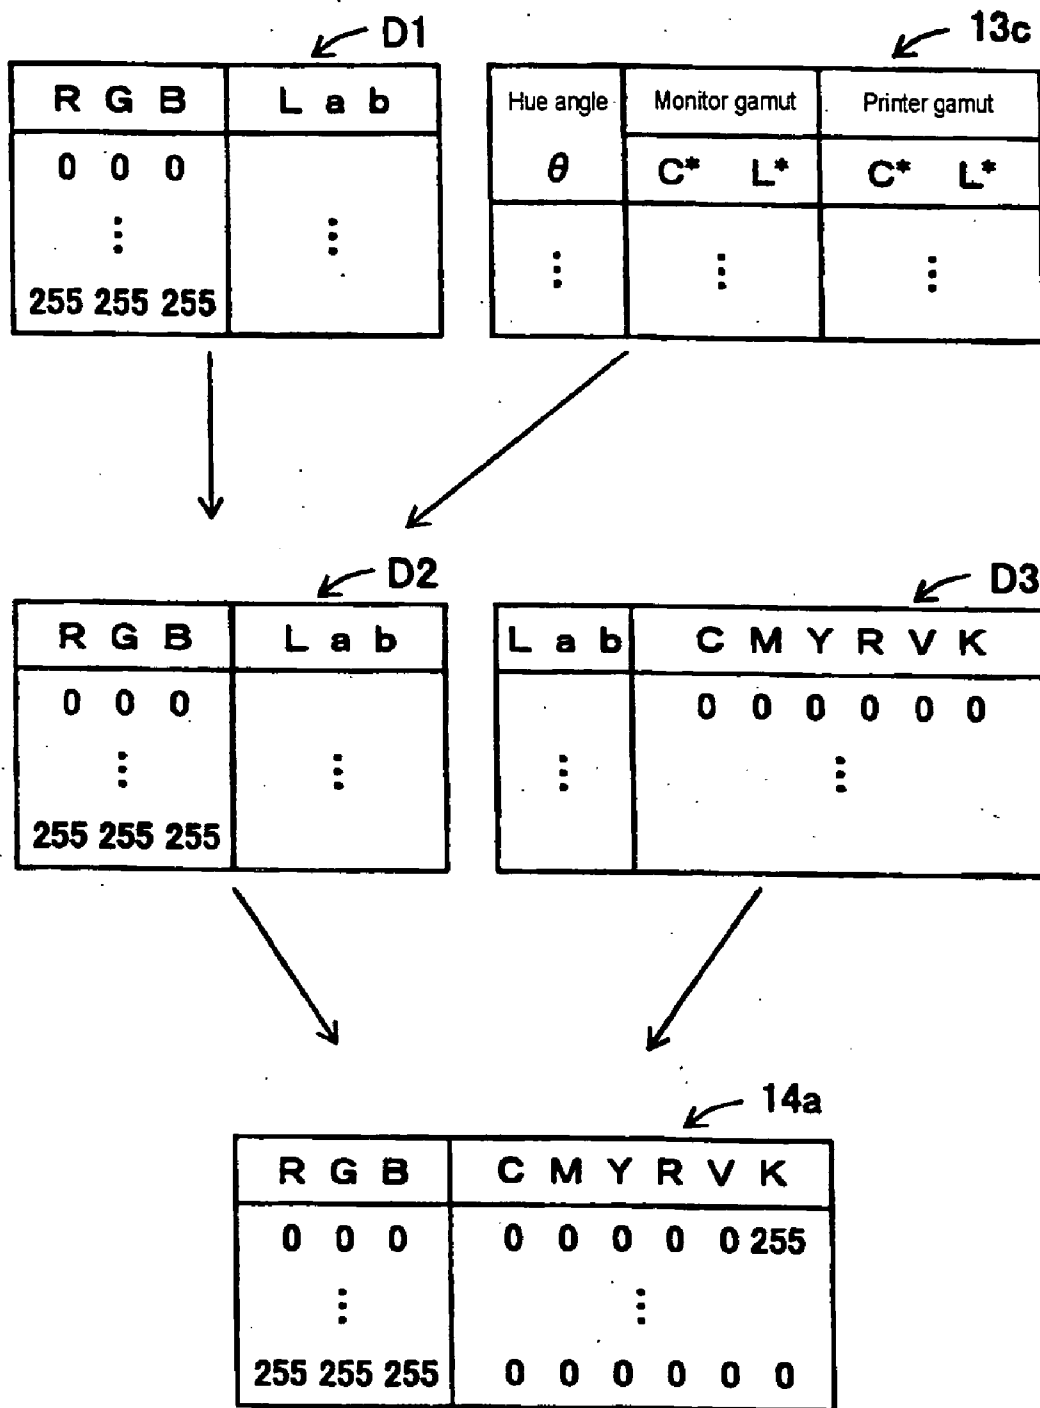 D1
R G B L a b
0 0 0
⋮ ⋮
255 255 255
13c
Hue angle Monitor gamut Printer gamut
θ C* L* C* L*
⋮ ⋮ ⋮
D2
R G B L a b
0 0 0
⋮ ⋮
255 255 255
D3
L a b C M Y R V K
0 0 0 0 0 0
⋮ ⋮
14a
R G B C M Y R V K
0 0 0 0 0 0 0 0 255
⋮ ⋮
255 255 255 0 0 0 0 0 0